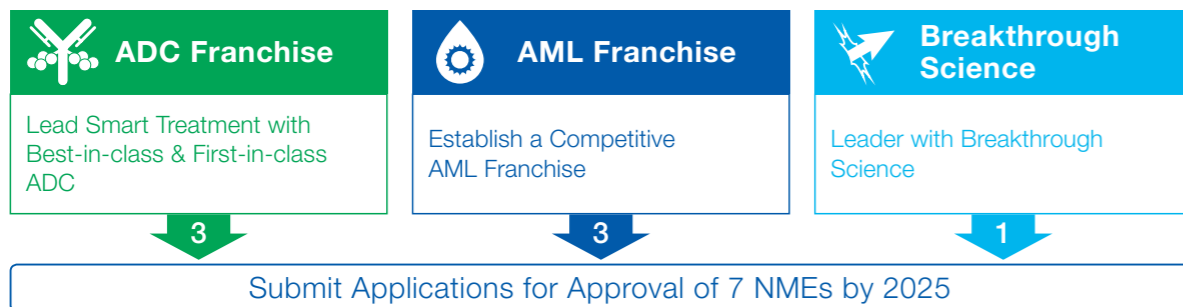 ADC Franchise
Lead Smart Treatment with
Best-in-class & First-in-class
ADC
3
AML Franchise
Establish a Competitive
AML Franchise
3
Breakthrough
Science
Leader with Breakthrough
Science
1
Submit Applications for Approval of 7 NMEs by 2025